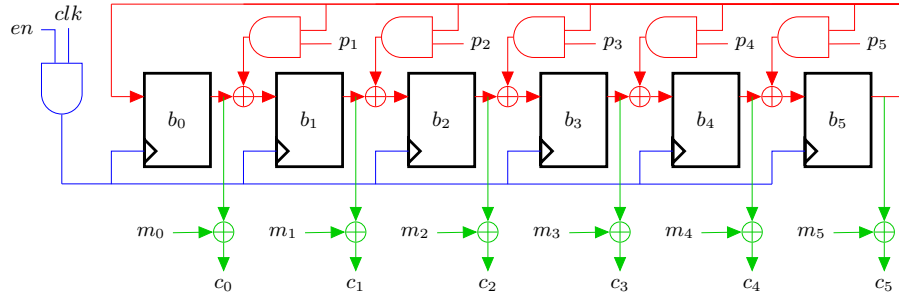 en clk
p₁ p₂ p₃ p₄ p₅
b₀ b₁ b₂ b₃ b₄ b₅
m₀ m₁ m₂ m₃ m₄ m₅
c₀ c₁ c₂ c₃ c₄ c₅